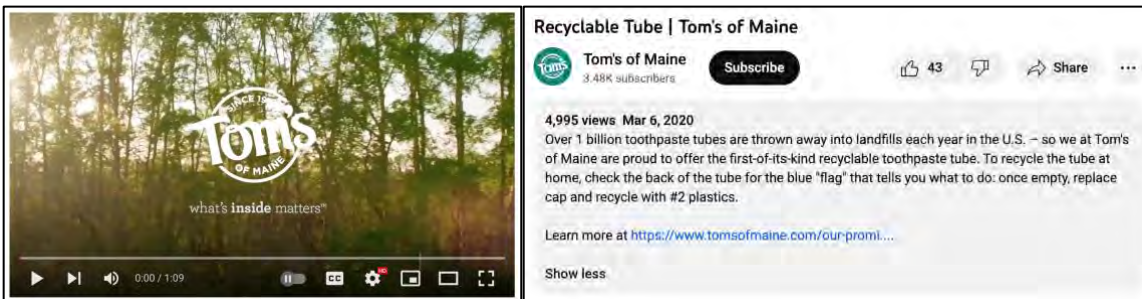 SINCE 19
Tom's
OF MAINE
what's inside matters™
0:00 / 1:09
CC
HD
Recyclable Tube | Tom's of Maine
Tom's
Tom's of Maine
3.48K subscribers
Subscribe
43
Share
4,995 views Mar 6, 2020
Over 1 billion toothpaste tubes are thrown away into landfills each year in the U.S. – so we at Tom's
of Maine are proud to offer the first-of-its-kind recyclable toothpaste tube. To recycle the tube at
home, check the back of the tube for the blue "flag" that tells you what to do: once empty, replace
cap and recycle with #2 plastics.
Learn more at https://www.tomsofmaine.com/our-promi....
Show less